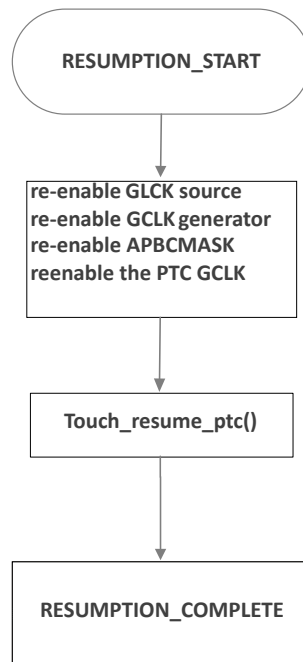 RESUMPTION_START
re-enable GLCK source
re-enable GCLK generator
re-enable APBCMASK
reenable the PTC GCLK
Touch_resume_ptc()
RESUMPTION_COMPLETE